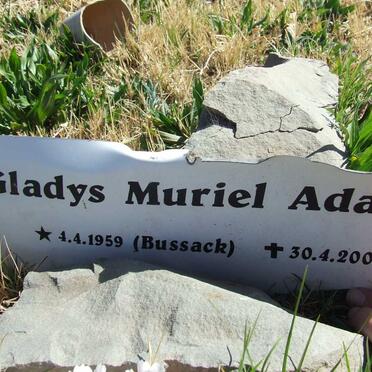 Gladys Muriel Ada
★ 4.4.1959 (Bussack) ✝ 30.4.200